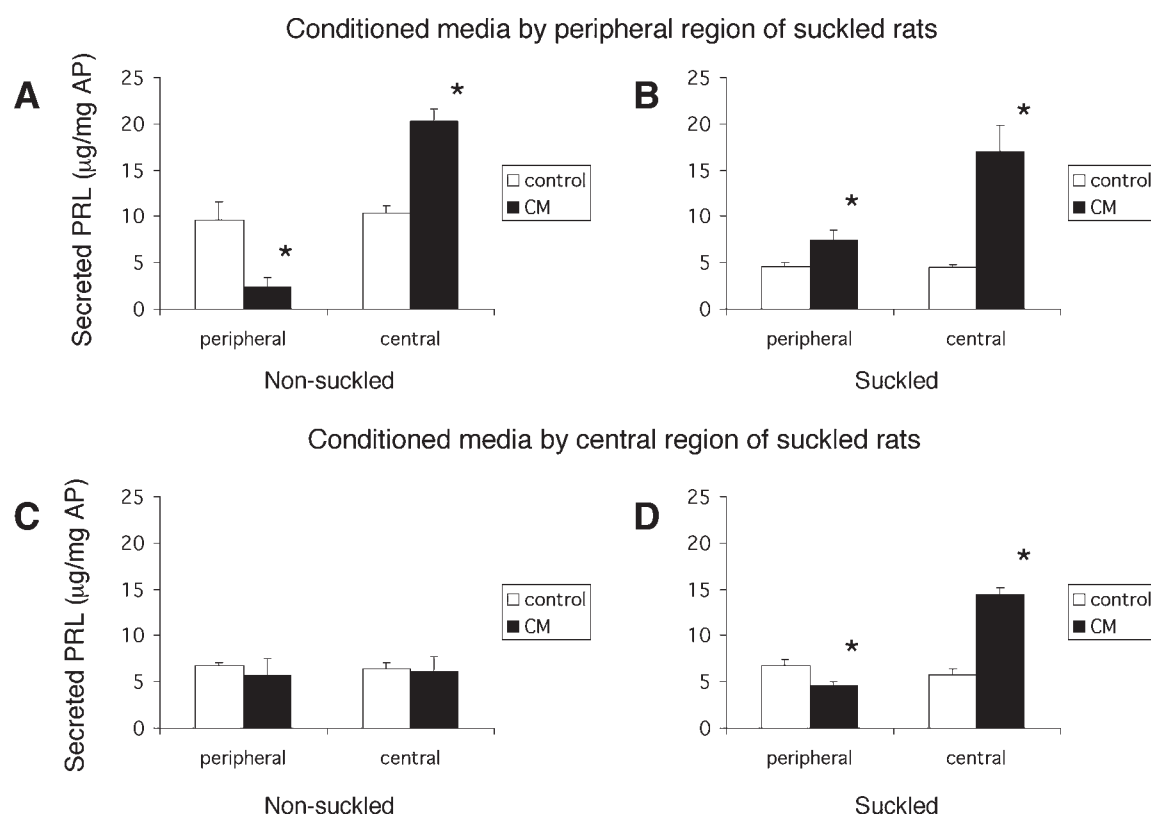 Conditioned media by peripheral region of suckled rats
A
Secreted PRL (μg/mg AP)
25
20
15
10
5
0
*
*
peripheral
central
Non-suckled
control
CM
B
25
20
15
10
5
0
*
*
peripheral
central
Suckled
control
CM
Conditioned media by central region of suckled rats
C
Secreted PRL (μg/mg AP)
25
20
15
10
5
0
peripheral
central
Non-suckled
control
CM
D
25
20
15
10
5
0
*
*
peripheral
central
Suckled
control
CM